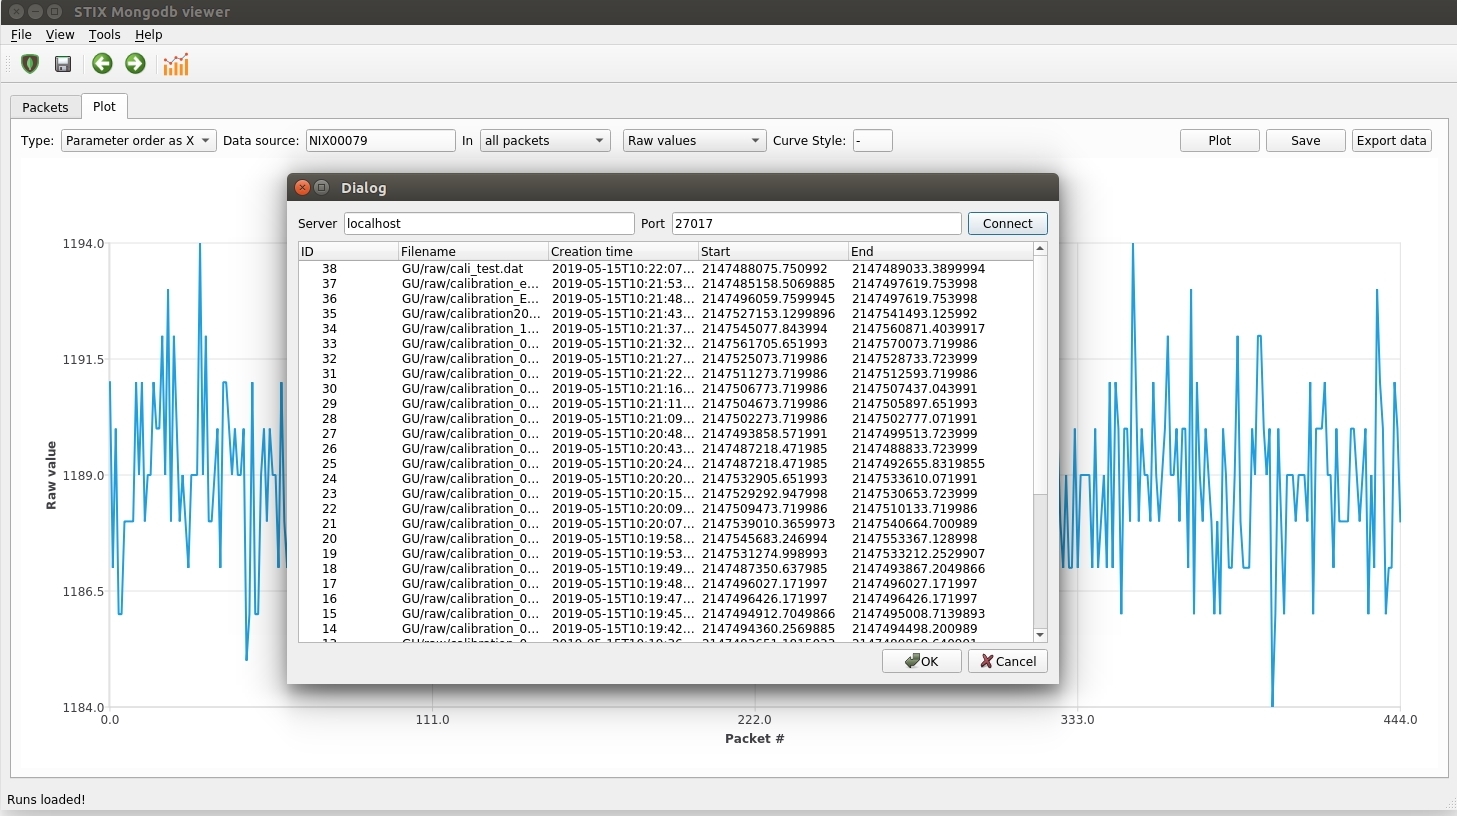 STIX Mongodb viewer
File View Tools Help
Packets Plot
Type: Parameter order as X Data source: NIX00079 In all packets Raw values Curve Style: - Plot Save Export data
Dialog
Server localhost Port 27017 Connect
ID Filename Creation time Start End
38 GU/raw/cali_test.dat 2019-05-15T10:22:07... 2147488075.750992 2147489033.3899994
37 GU/raw/calibration_e... 2019-05-15T10:21:53... 2147485158.5069885 2147497619.753998
36 GU/raw/calibration_E... 2019-05-15T10:21:48... 2147496059.7599945 2147497619.753998
35 GU/raw/calibration20... 2019-05-15T10:21:43... 2147527153.1299896 2147541493.125992
34 GU/raw/calibration_1... 2019-05-15T10:21:37... 2147545077.843994 2147560871.4039917
33 GU/raw/calibration_0... 2019-05-15T10:21:32... 2147561705.651993 2147570073.719986
32 GU/raw/calibration_0... 2019-05-15T10:21:27... 2147525073.719986 2147528733.723999
31 GU/raw/calibration_0... 2019-05-15T10:21:22... 2147511273.719986 2147512593.719986
30 GU/raw/calibration_0... 2019-05-15T10:21:16... 2147506773.719986 2147507437.043991
29 GU/raw/calibration_0... 2019-05-15T10:21:11... 2147504673.719986 2147505897.651993
28 GU/raw/calibration_0... 2019-05-15T10:21:09... 2147502273.719986 2147502777.071991
27 GU/raw/calibration_0... 2019-05-15T10:20:48... 2147493858.571991 2147499513.723999
26 GU/raw/calibration_0... 2019-05-15T10:20:43... 2147487218.471985 2147488833.723999
25 GU/raw/calibration_0... 2019-05-15T10:20:24... 2147487218.471985 2147492655.8319855
24 GU/raw/calibration_0... 2019-05-15T10:20:20... 2147532905.651993 2147533610.071991
23 GU/raw/calibration_0... 2019-05-15T10:20:15... 2147529292.947998 2147530653.723999
22 GU/raw/calibration_0... 2019-05-15T10:20:09... 2147509473.719986 2147510133.719986
21 GU/raw/calibration_0... 2019-05-15T10:20:07... 2147539010.3659973 2147540664.700989
20 GU/raw/calibration_0... 2019-05-15T10:19:58... 2147545683.246994 2147553367.128998
19 GU/raw/calibration_0... 2019-05-15T10:19:53... 2147531274.998993 2147533212.2529907
18 GU/raw/calibration_0... 2019-05-15T10:19:49... 2147487350.637985 2147493867.2049866
17 GU/raw/calibration_0... 2019-05-15T10:19:48... 2147496027.171997 2147496027.171997
16 GU/raw/calibration_0... 2019-05-15T10:19:47... 2147496426.171997 2147496426.171997
15 GU/raw/calibration_0... 2019-05-15T10:19:45... 2147494912.7049866 2147495008.7139893
14 GU/raw/calibration_0... 2019-05-15T10:19:42... 2147494360.2569885 2147494498.200989
OK Cancel
1194.0
1191.5
1189.0
1186.5
1184.0
Raw value
0.0 111.0 222.0 333.0 444.0
Packet #
Runs loaded!